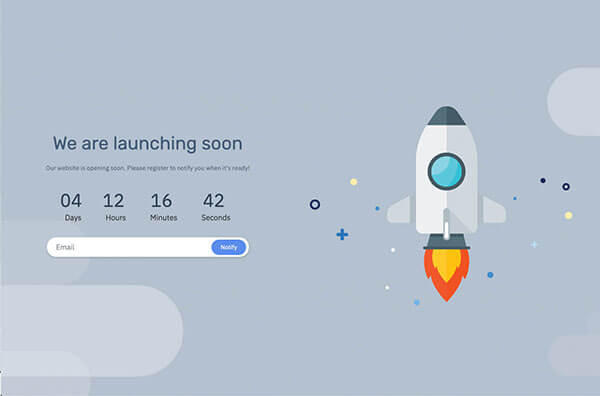 We are launching soon
Our website is opening soon. Please register to notify you when it's ready!
04 12 16 42
Days Hours Minutes Seconds
Email Notify